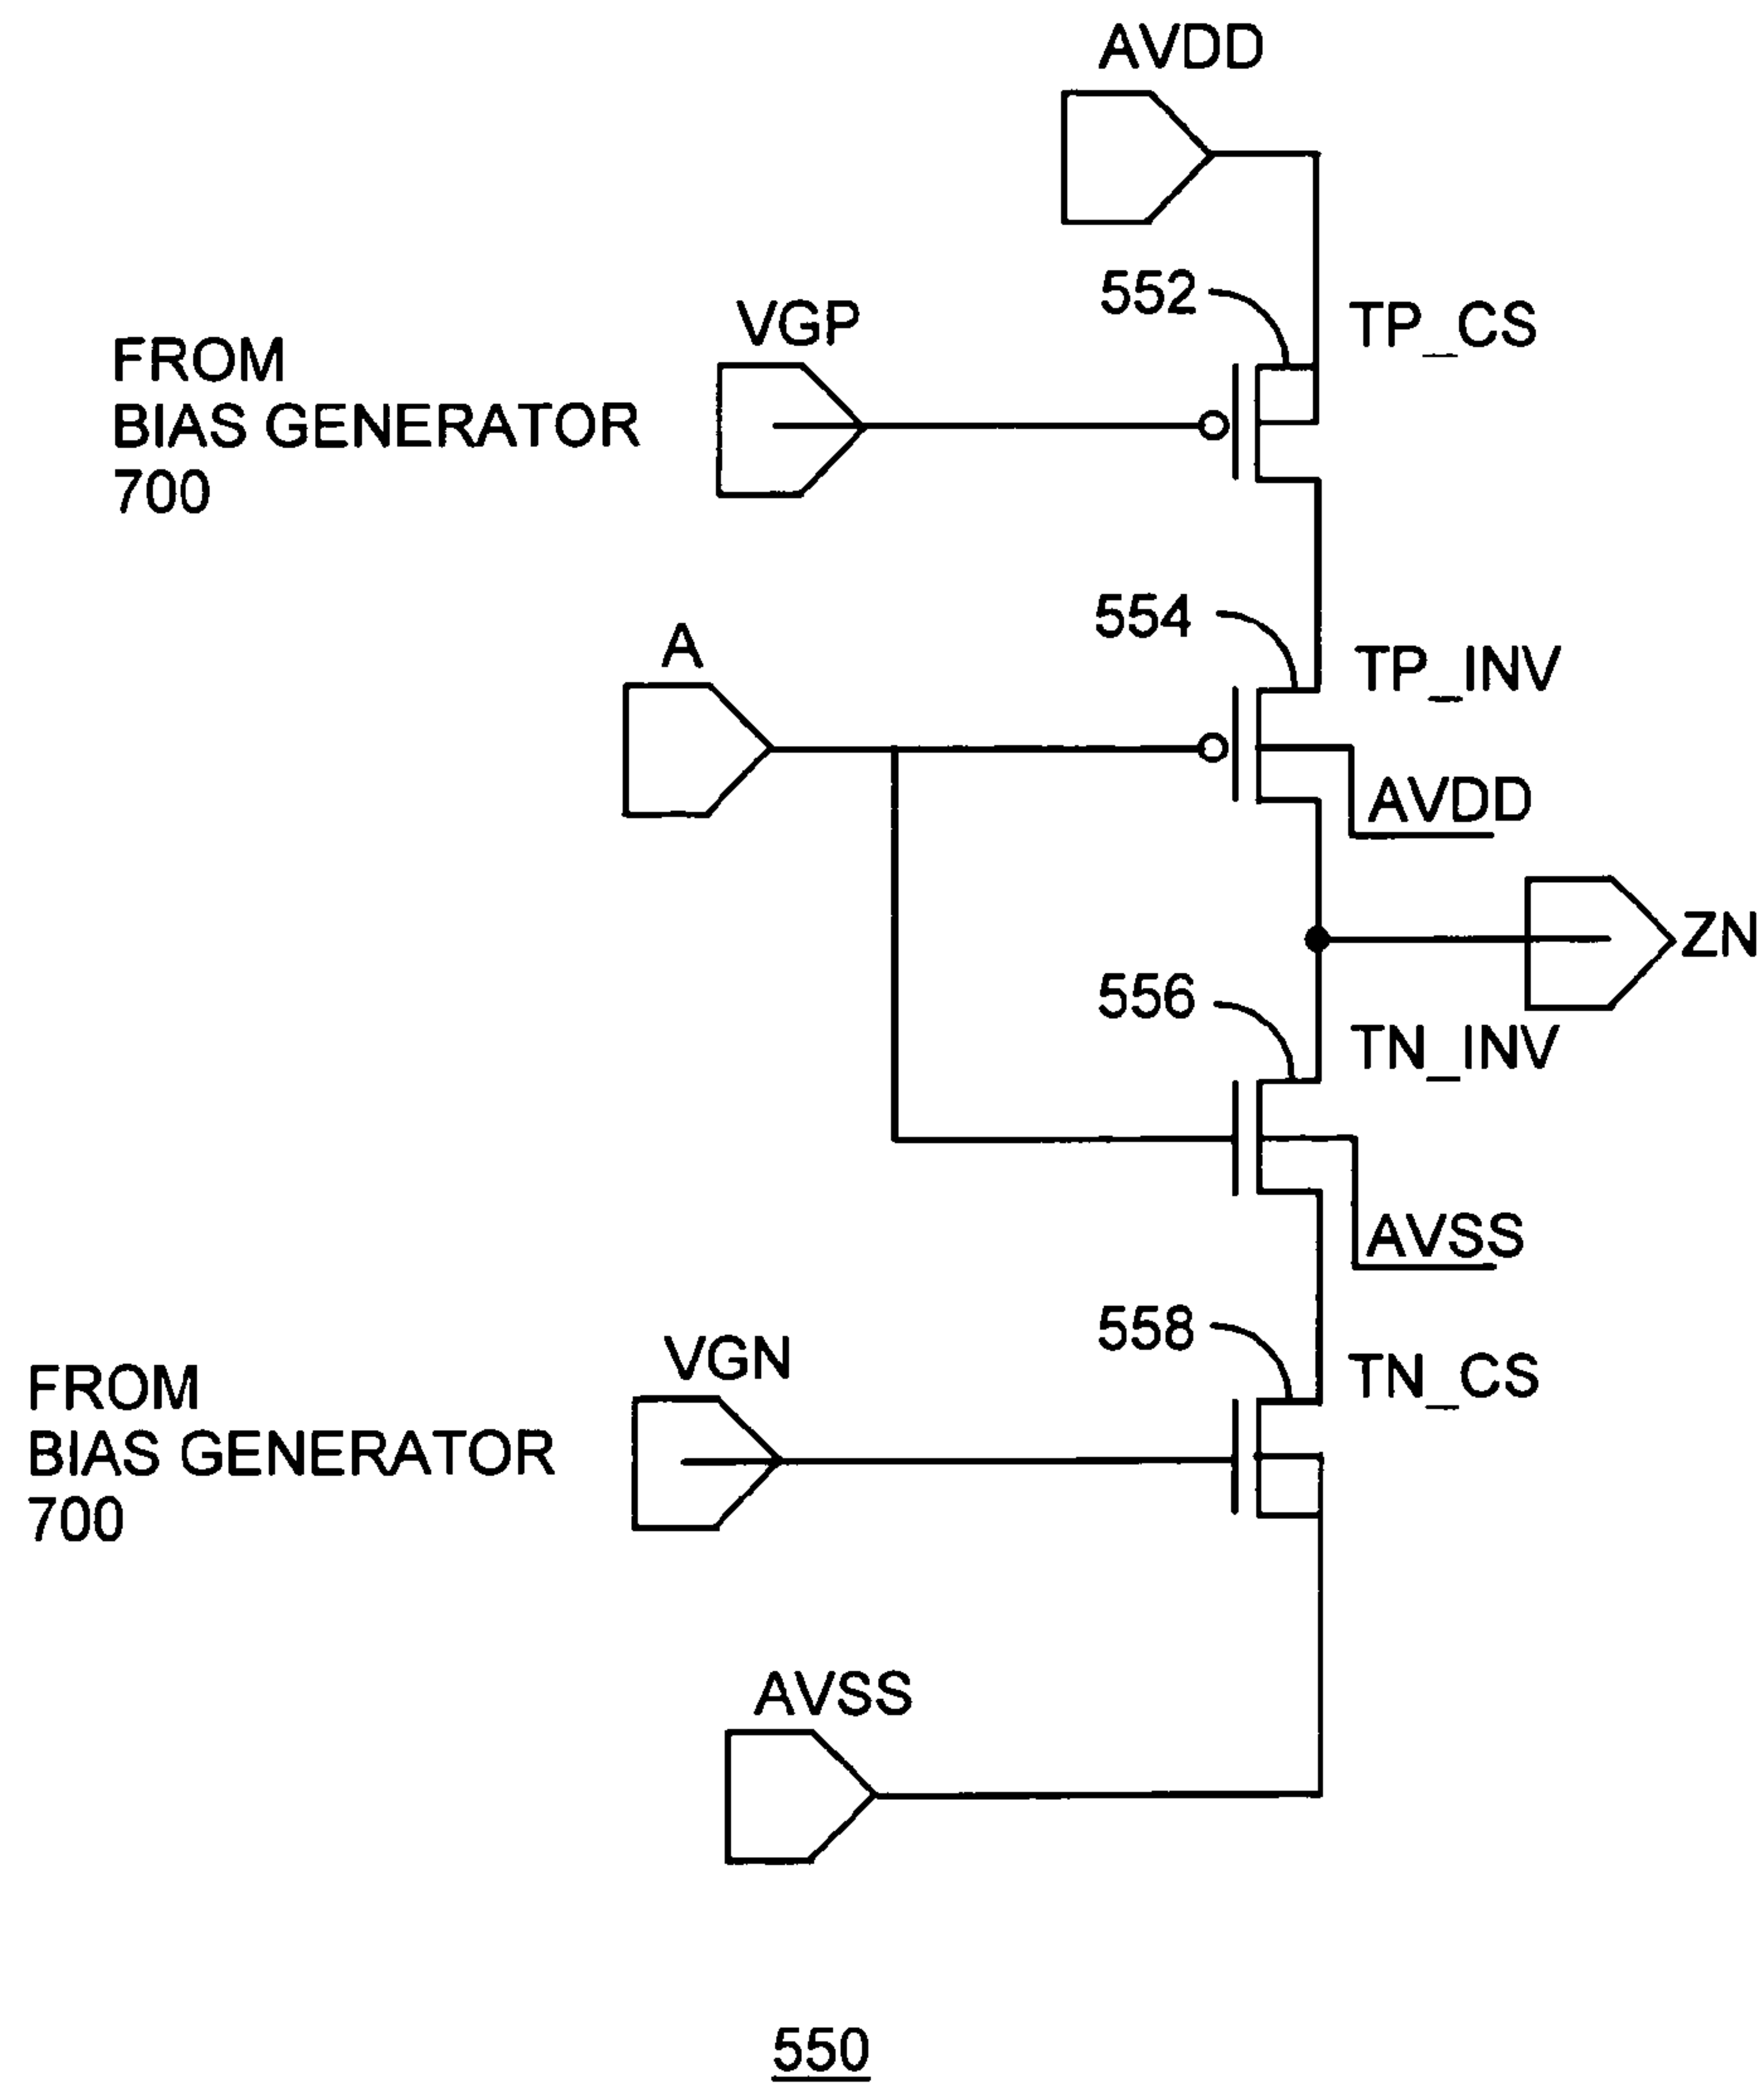 AVDD
552
TP_CS
VGP
FROM
BIAS GENERATOR
700
554
TP_INV
A
AVDD
ZN
556
TN_INV
AVSS
558
TN_CS
VGN
FROM
BIAS GENERATOR
700
AVSS
550